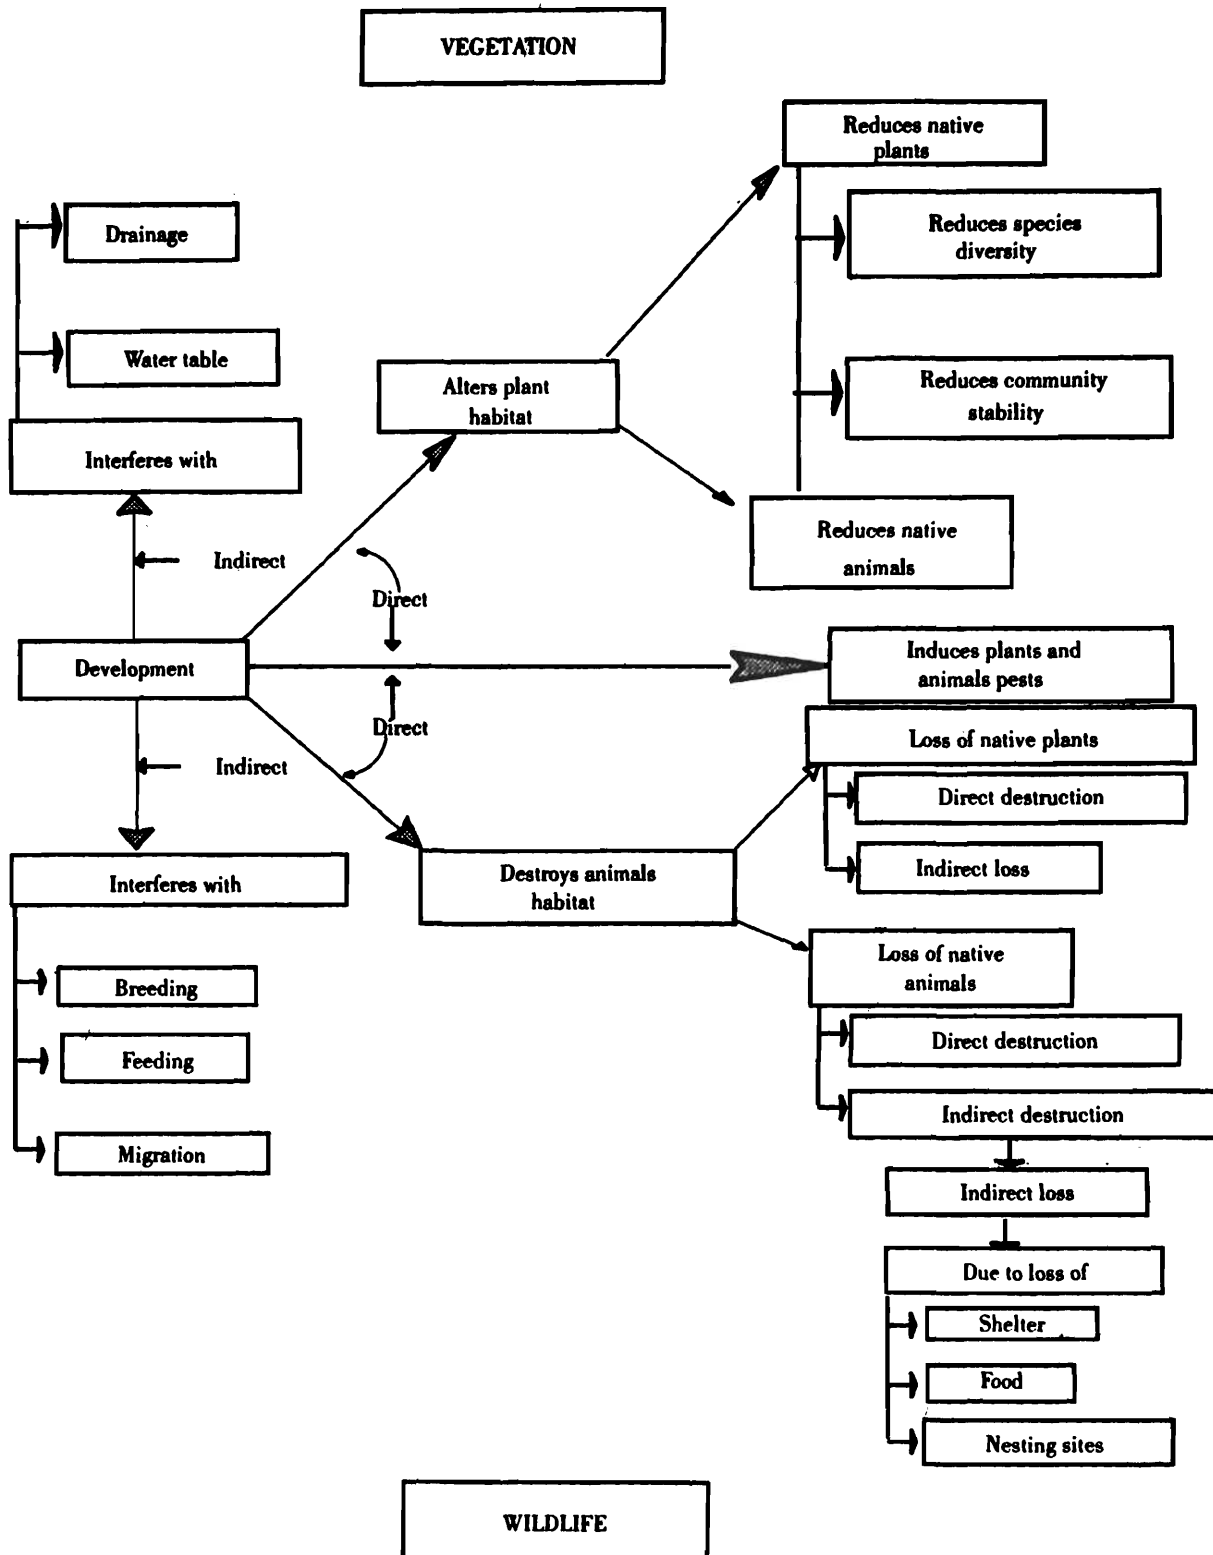 VEGETATION
Reduces native
plants
Drainage
Reduces species
diversity
Water table
Alters plant
habitat
Reduces community
stability
Interferes with
Reduces native
animals
Indirect
Direct
Development
Induces plants and
animals pests
Loss of native plants
Direct
Indirect
Direct destruction
Indirect loss
Interferes with
Destroys animals
habitat
Loss of native
animals
Breeding
Direct destruction
Feeding
Indirect destruction
Migration
Indirect loss
Due to loss of
Shelter
Food
Nesting sites
WILDLIFE